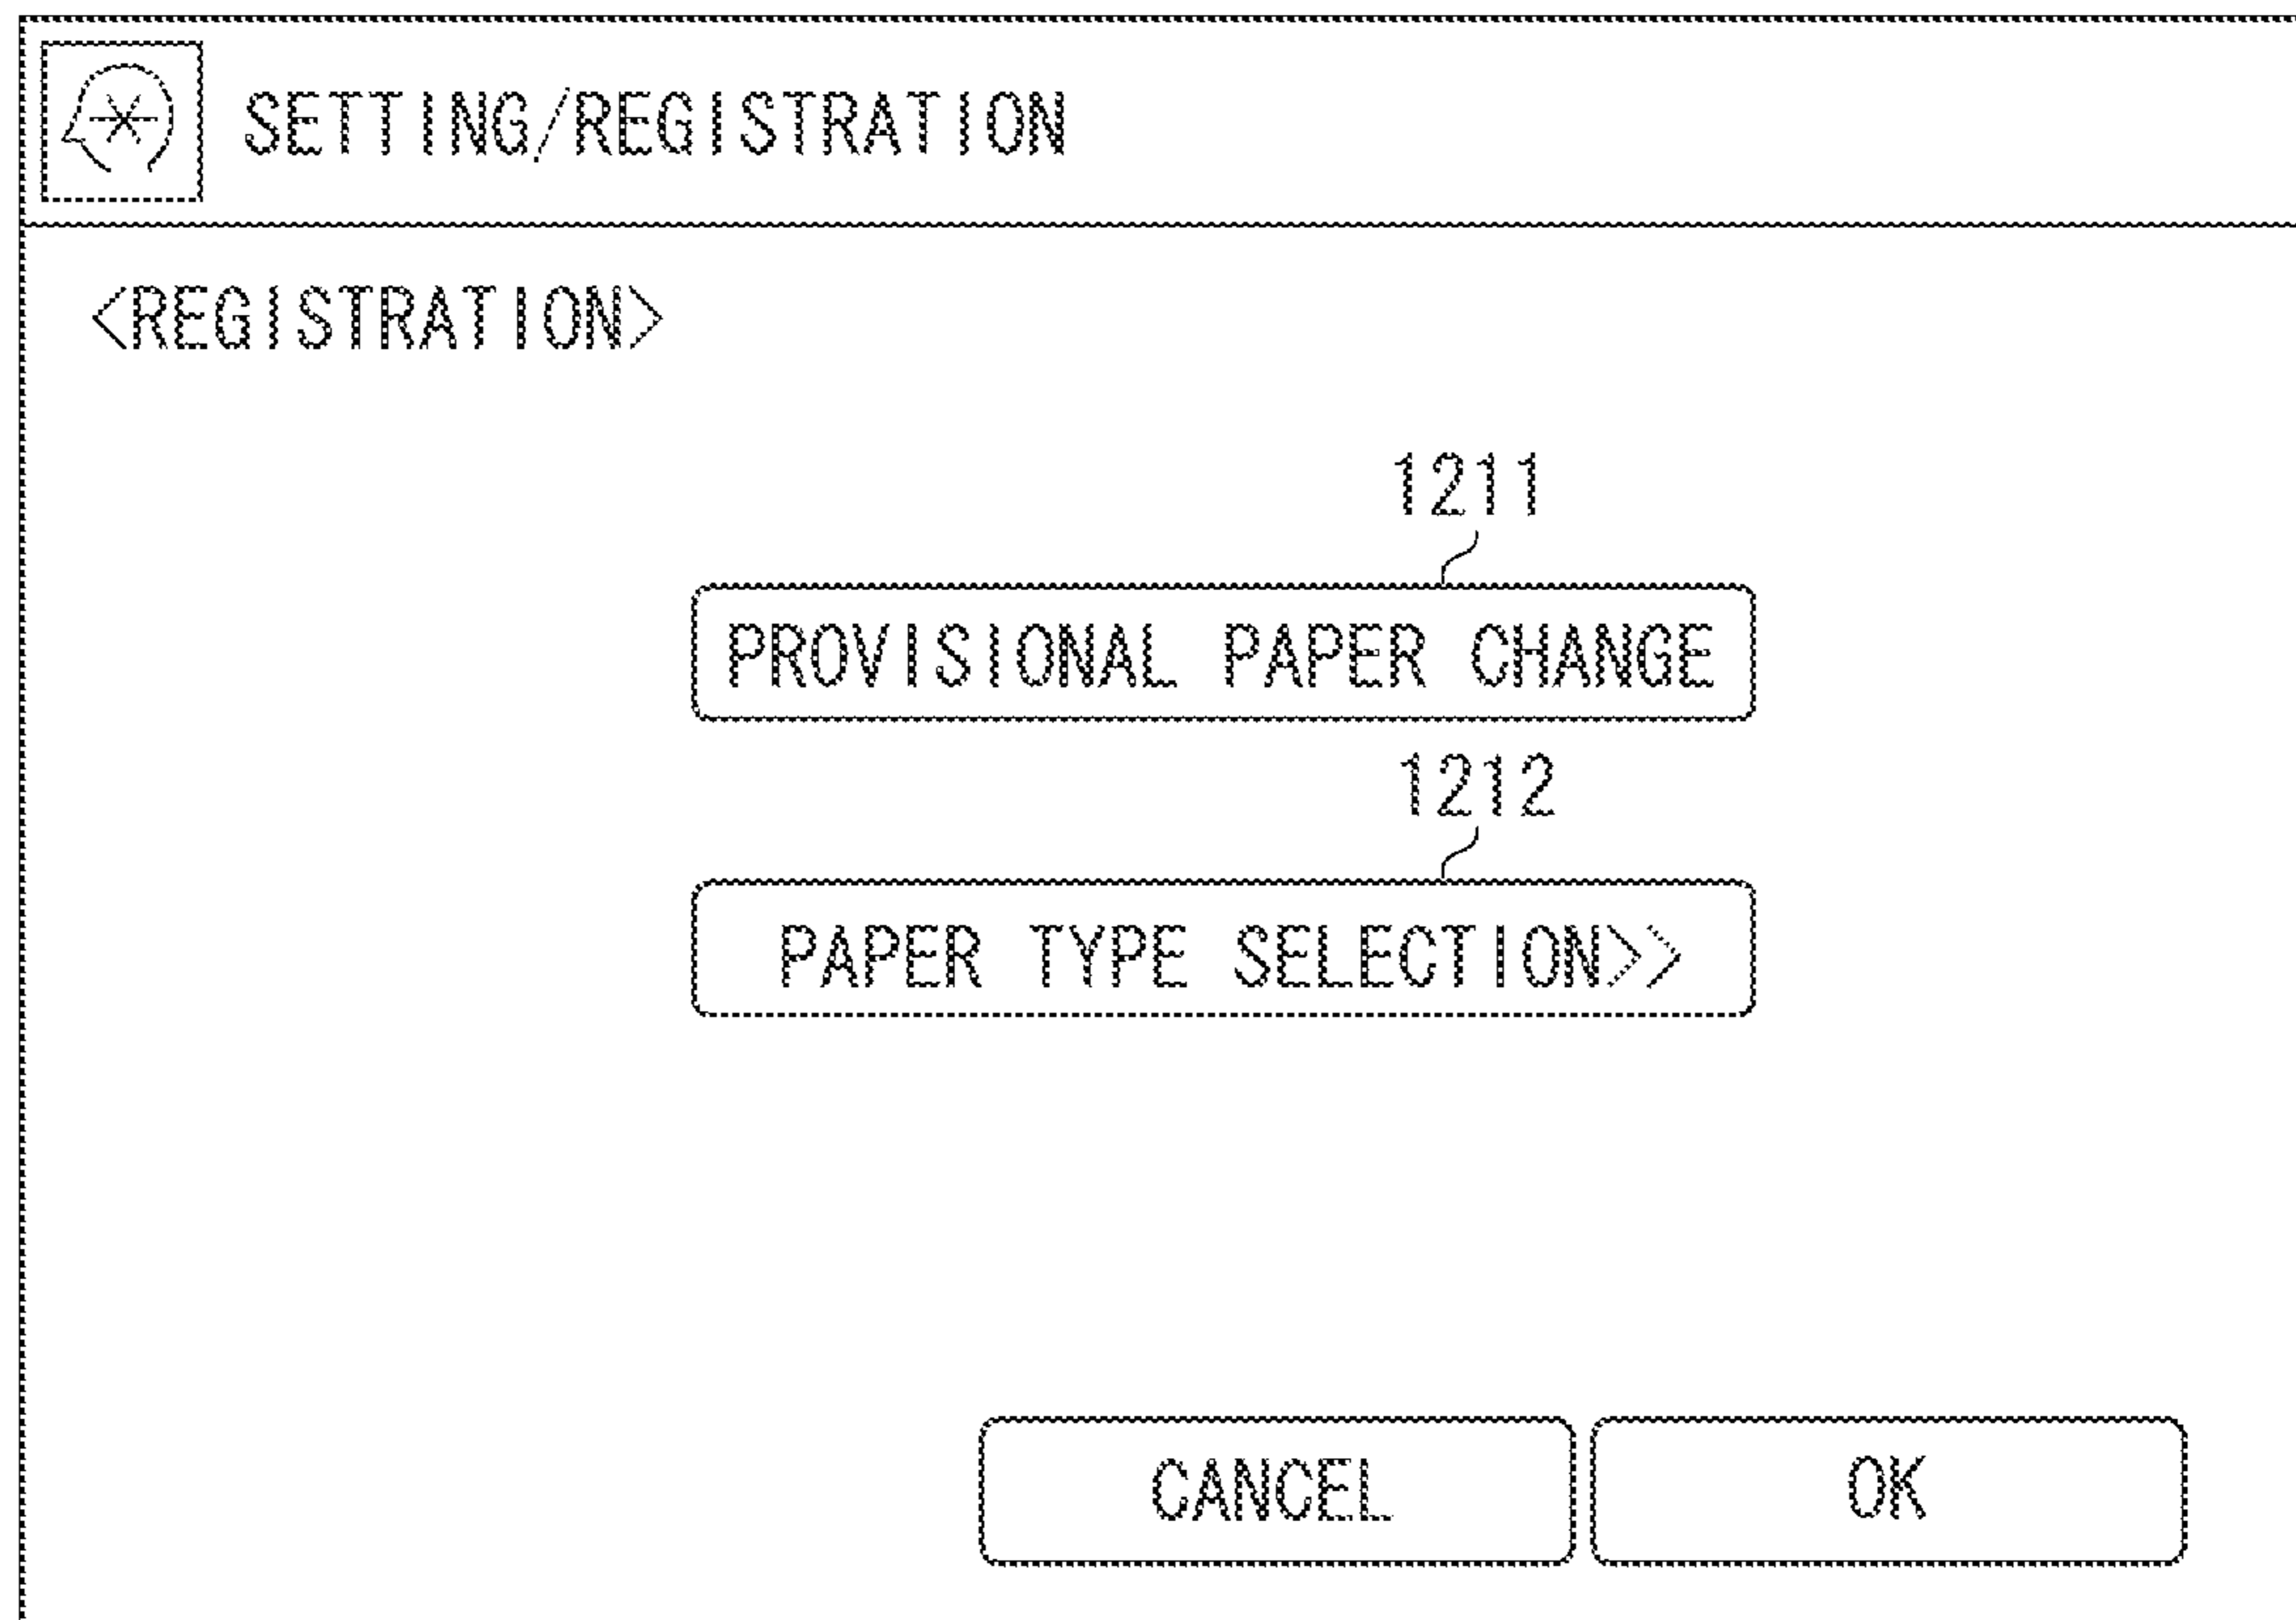 SETTING/REGISTRATION
<REGISTRATION>
1211
PROVISIONAL PAPER CHANGE
1212
PAPER TYPE SELECTION>>
CANCEL OK